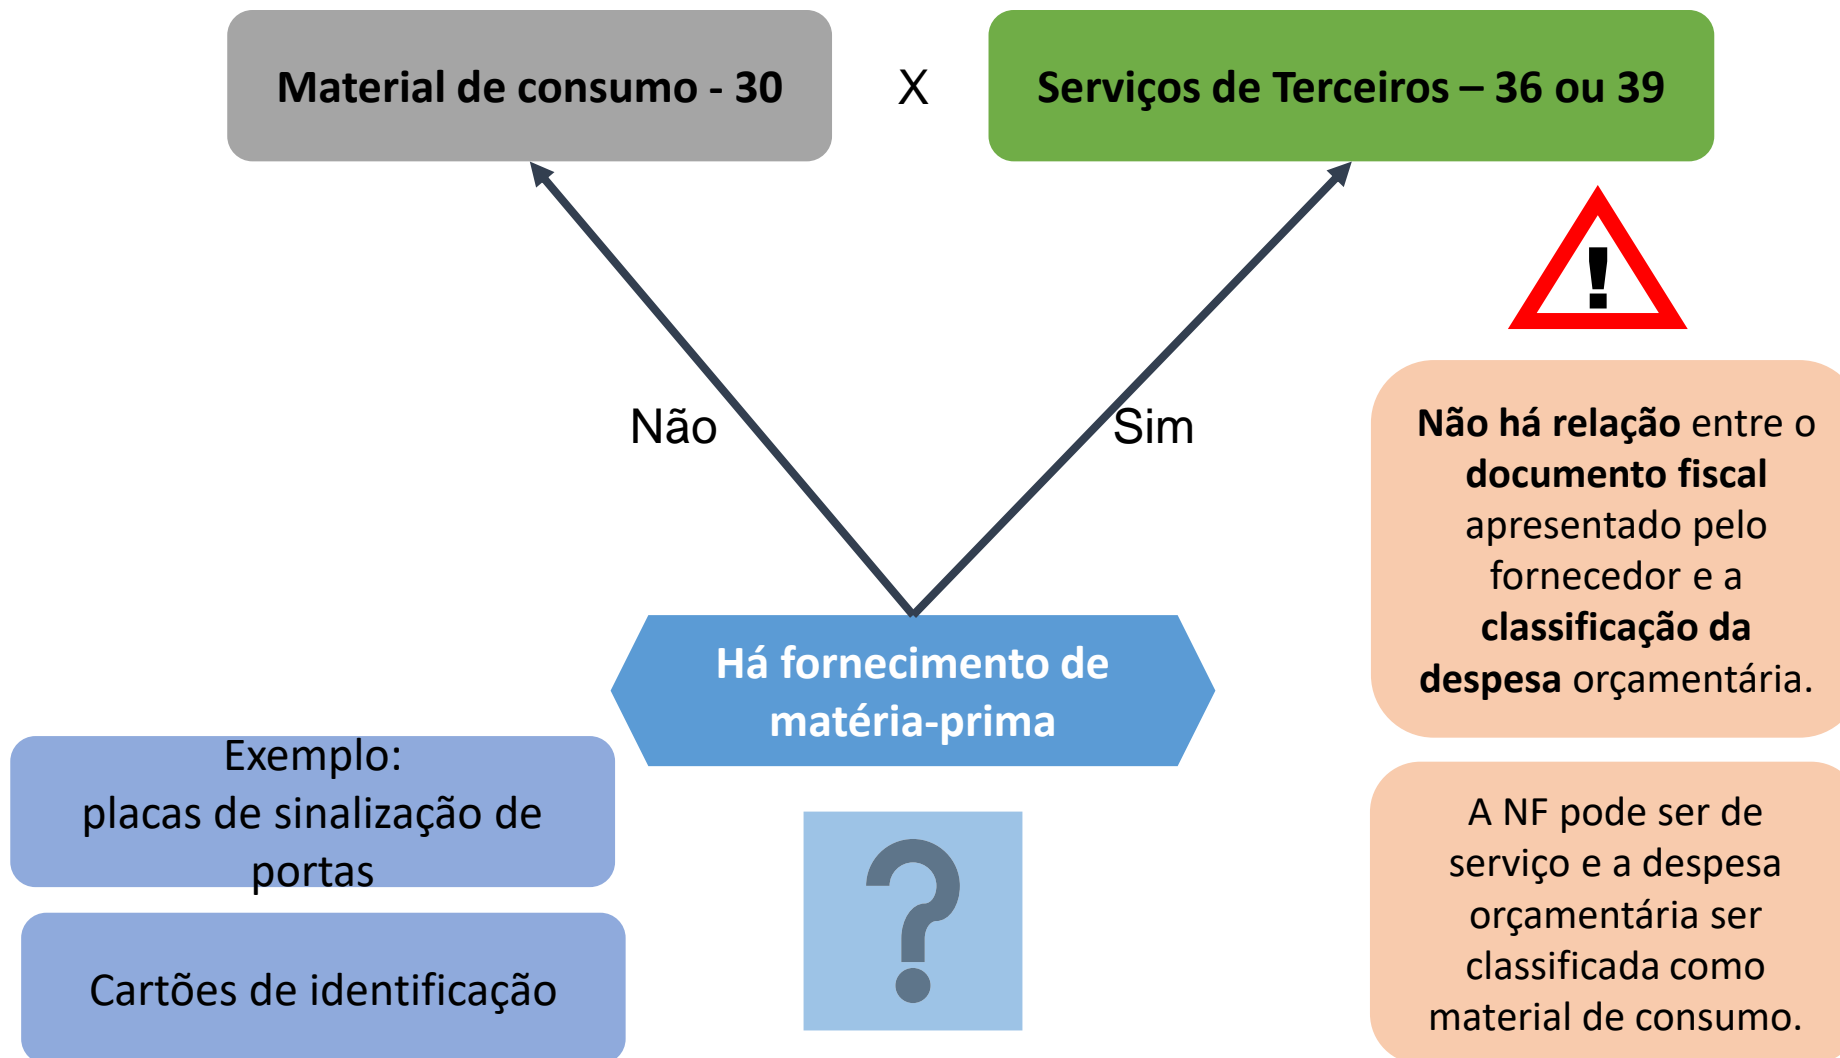 Material de consumo - 30
X
Serviços de Terceiros – 36 ou 39
!
Não
Sim
Não há relação entre o
documento fiscal
apresentado pelo
fornecedor e a
classificação da
despesa orçamentária.
Há fornecimento de
matéria-prima
Exemplo:
placas de sinalização de
portas
?
A NF pode ser de
serviço e a despesa
orçamentária ser
classificada como
material de consumo.
Cartões de identificação